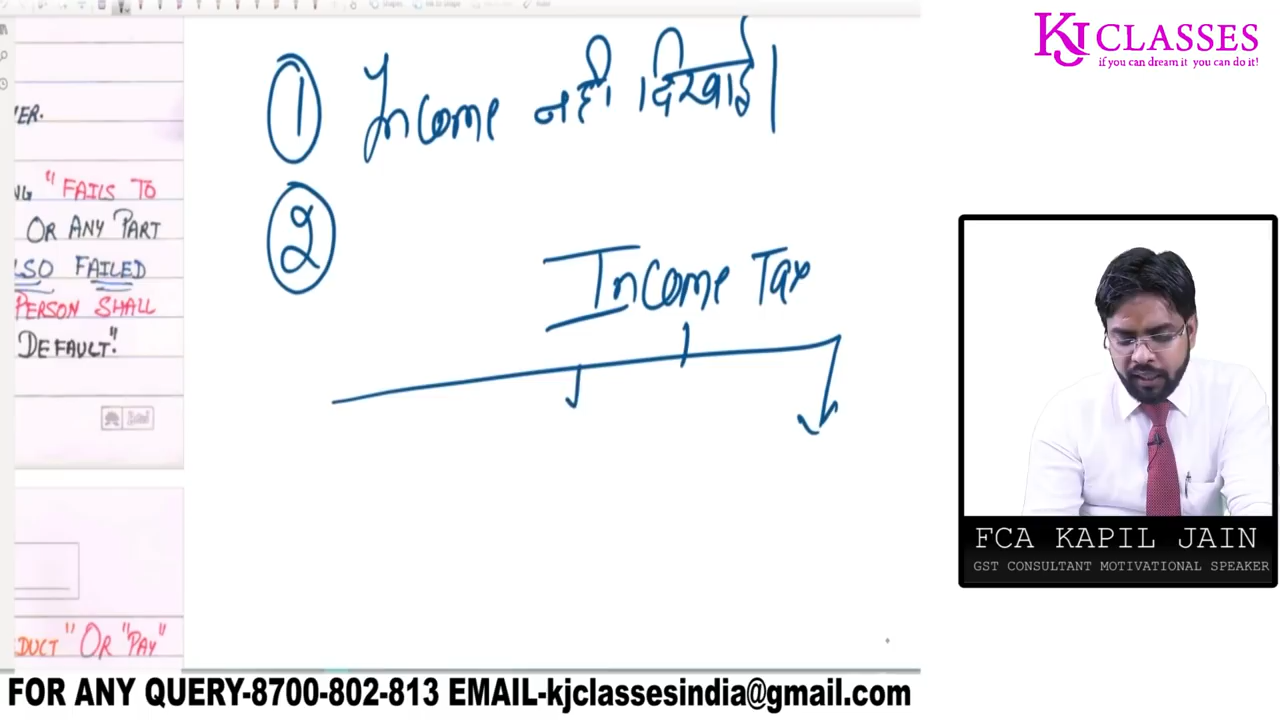 KJ CLASSES
if you can dream it you can do it!
① Income नही दिखाई।
②
Income Tax
VER.
NG "FAILS TO
OR ANY PART
LSO FAILED
PERSON SHALL
DEFAULT."
DUCT" OR "PAY"
FCA KAPIL JAIN
GST CONSULTANT MOTIVATIONAL SPEAKER
FOR ANY QUERY-8700-802-813 EMAIL-kjclassesindia@gmail.com